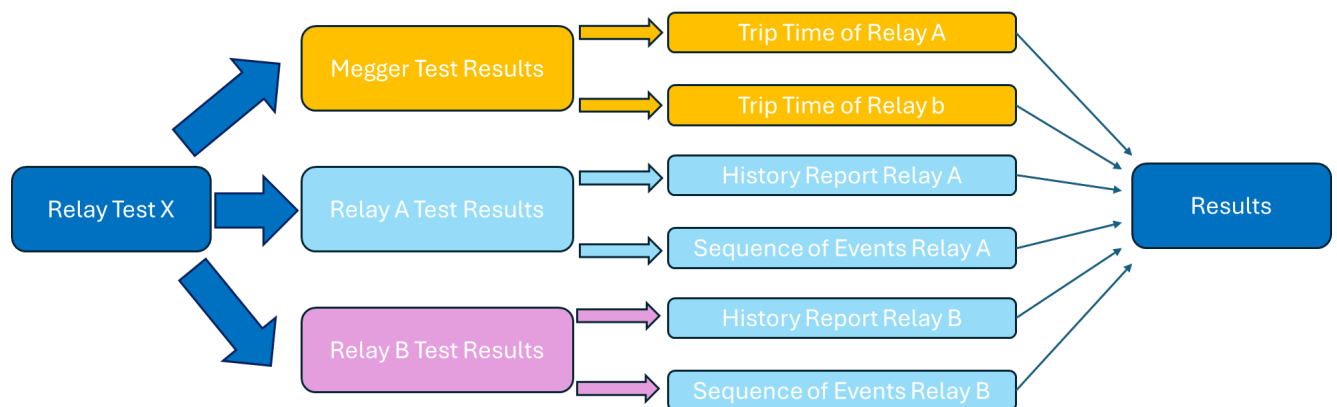 Relay Test X
Megger Test Results
Relay A Test Results
Relay B Test Results
Trip Time of Relay A
Trip Time of Relay b
History Report Relay A
Sequence of Events Relay A
History Report Relay B
Sequence of Events Relay B
Results